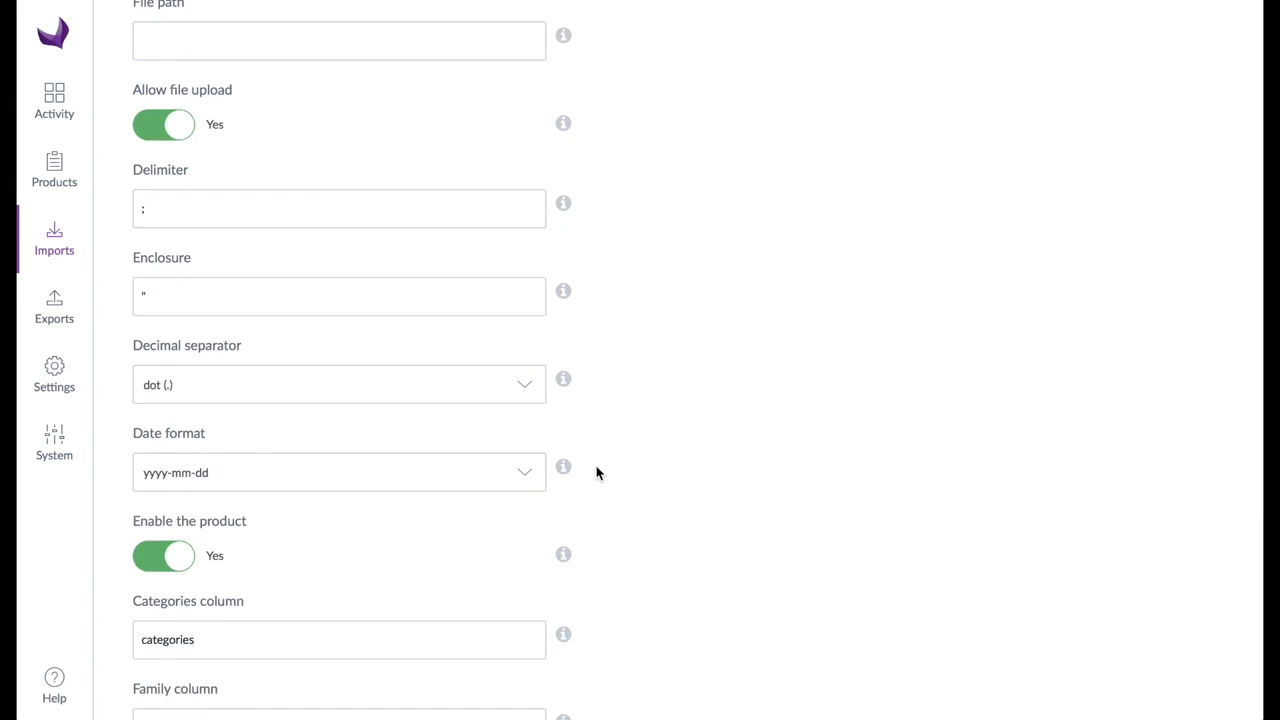 File path
Allow file upload
Yes
Delimiter
;
Enclosure
"
Decimal separator
dot (.)
Date format
yyyy-mm-dd
Enable the product
Yes
Categories column
categories
Family column
Activity
Products
Imports
Exports
Settings
System
Help